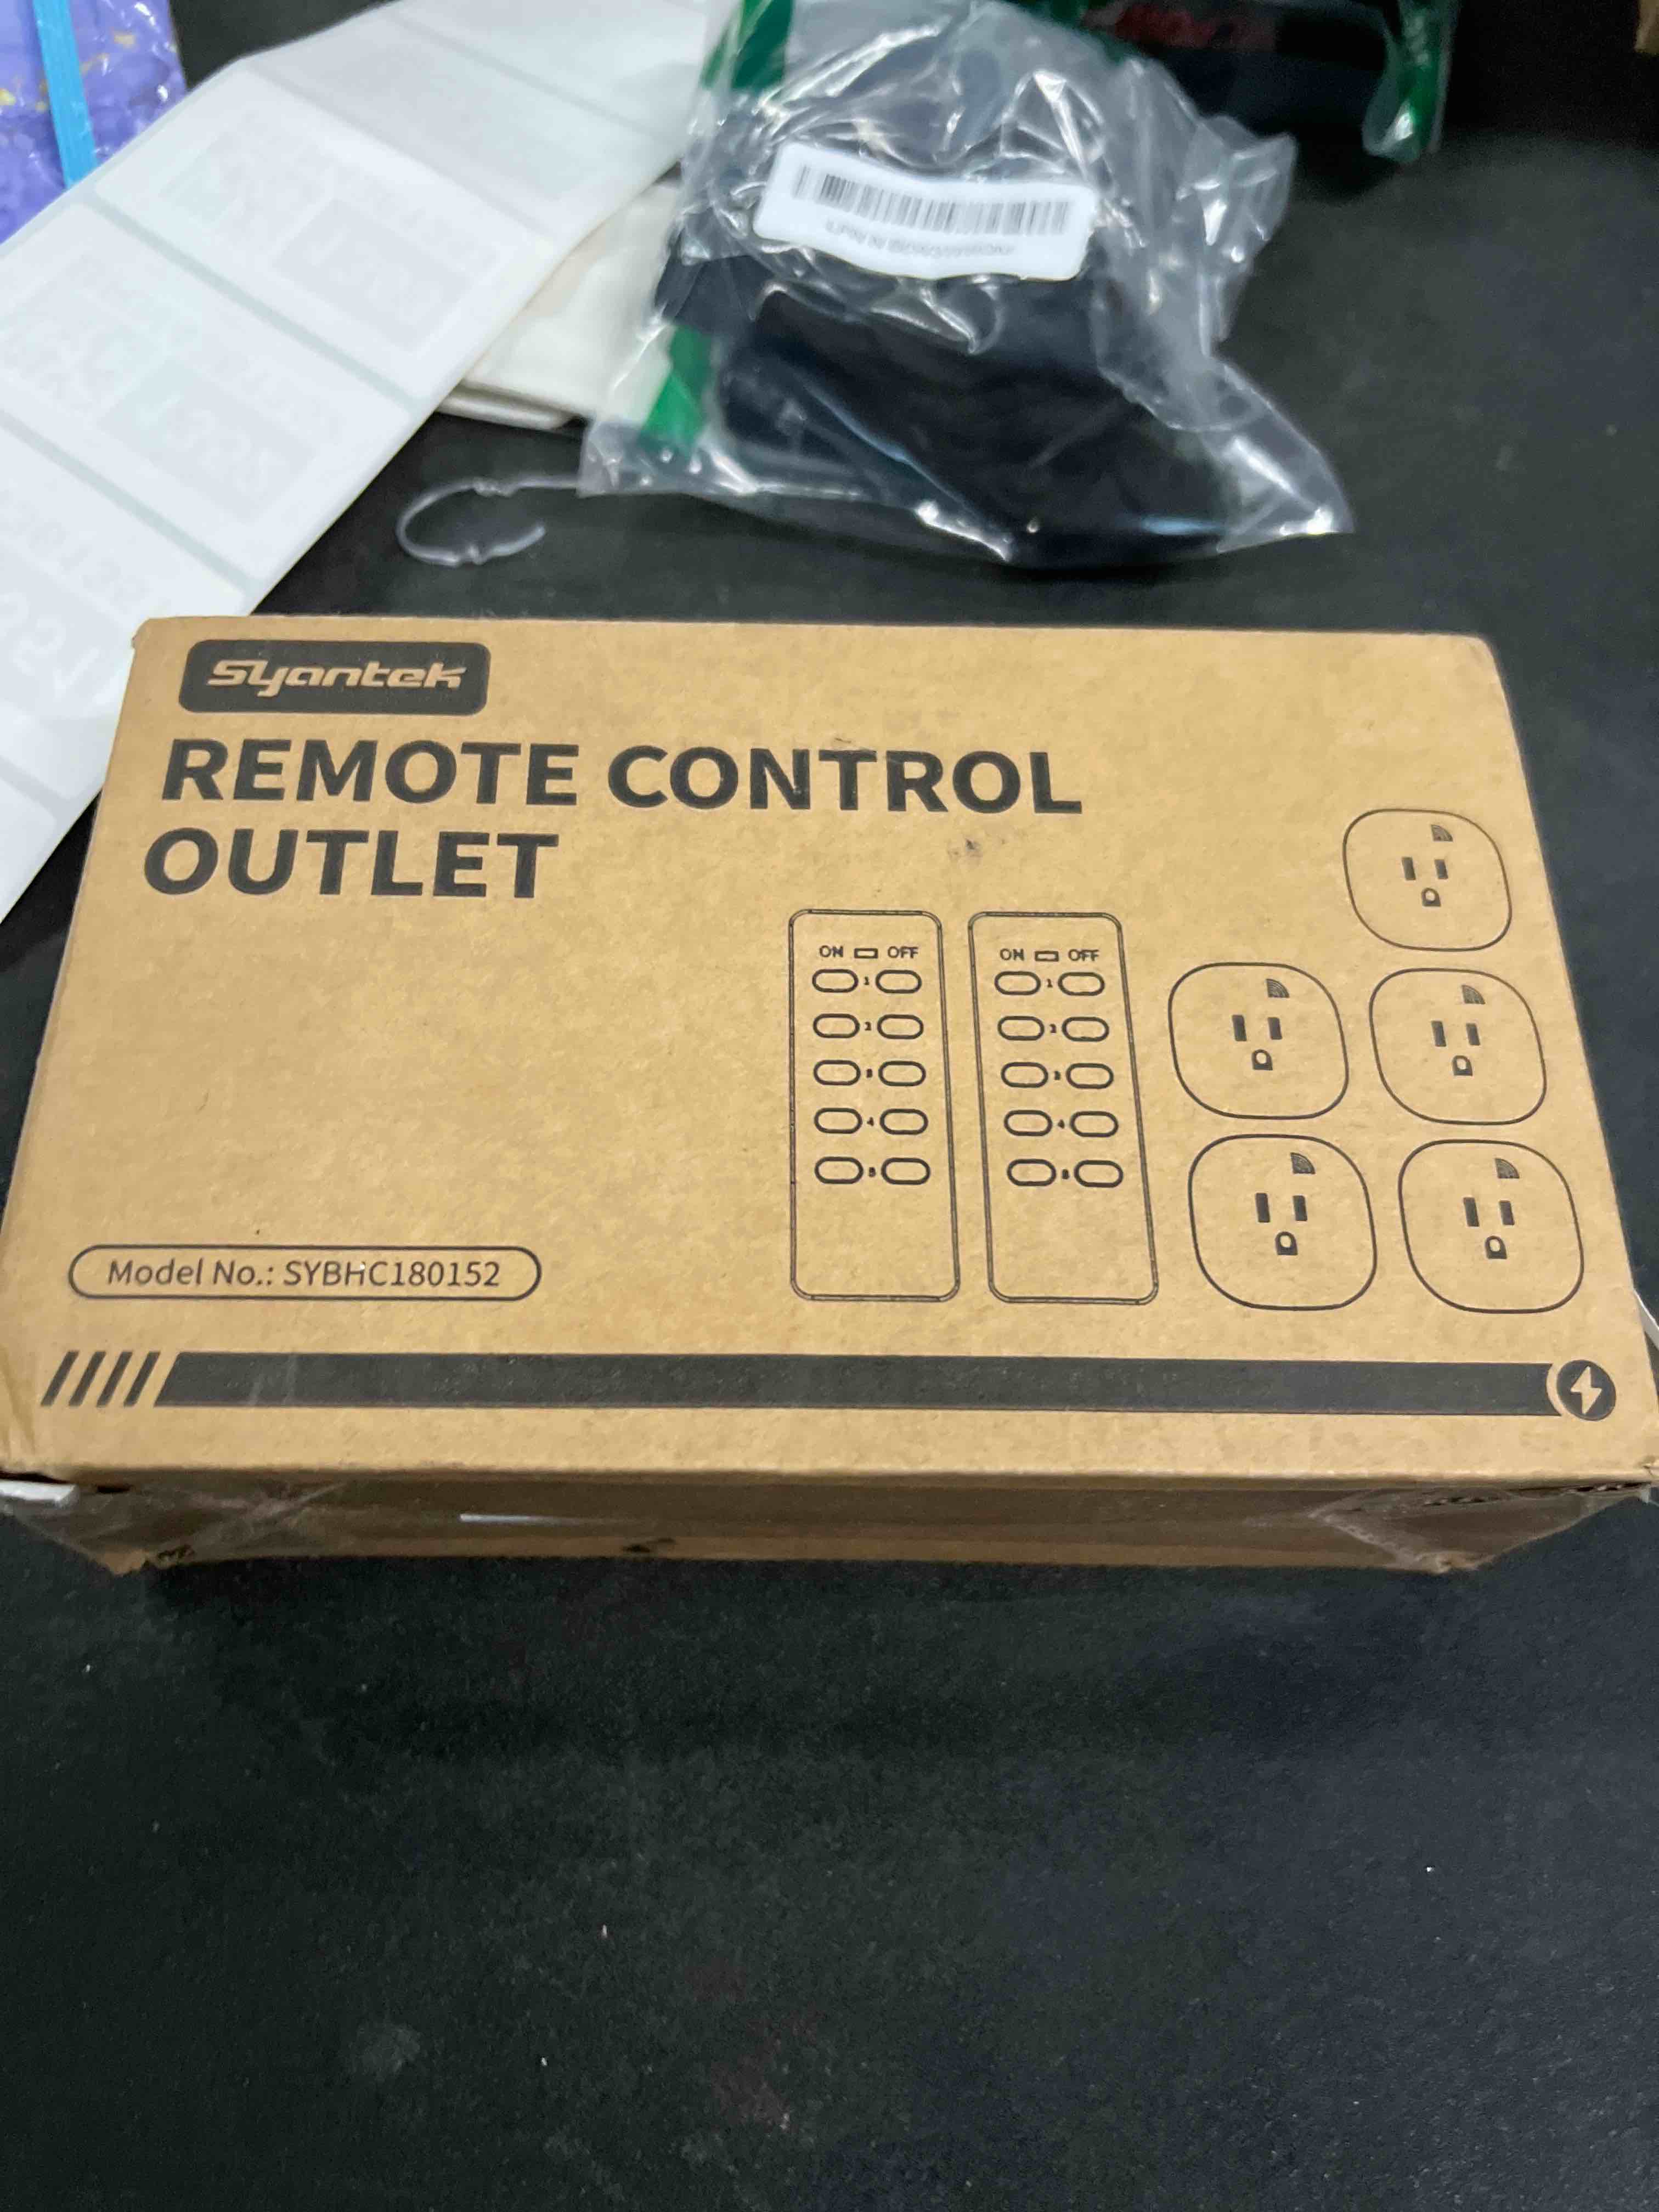 Syantek
REMOTE CONTROL
OUTLET
ON OFF
1
2
3
4
5
ON OFF
1
2
3
4
5
Model No.: SYBHC180152